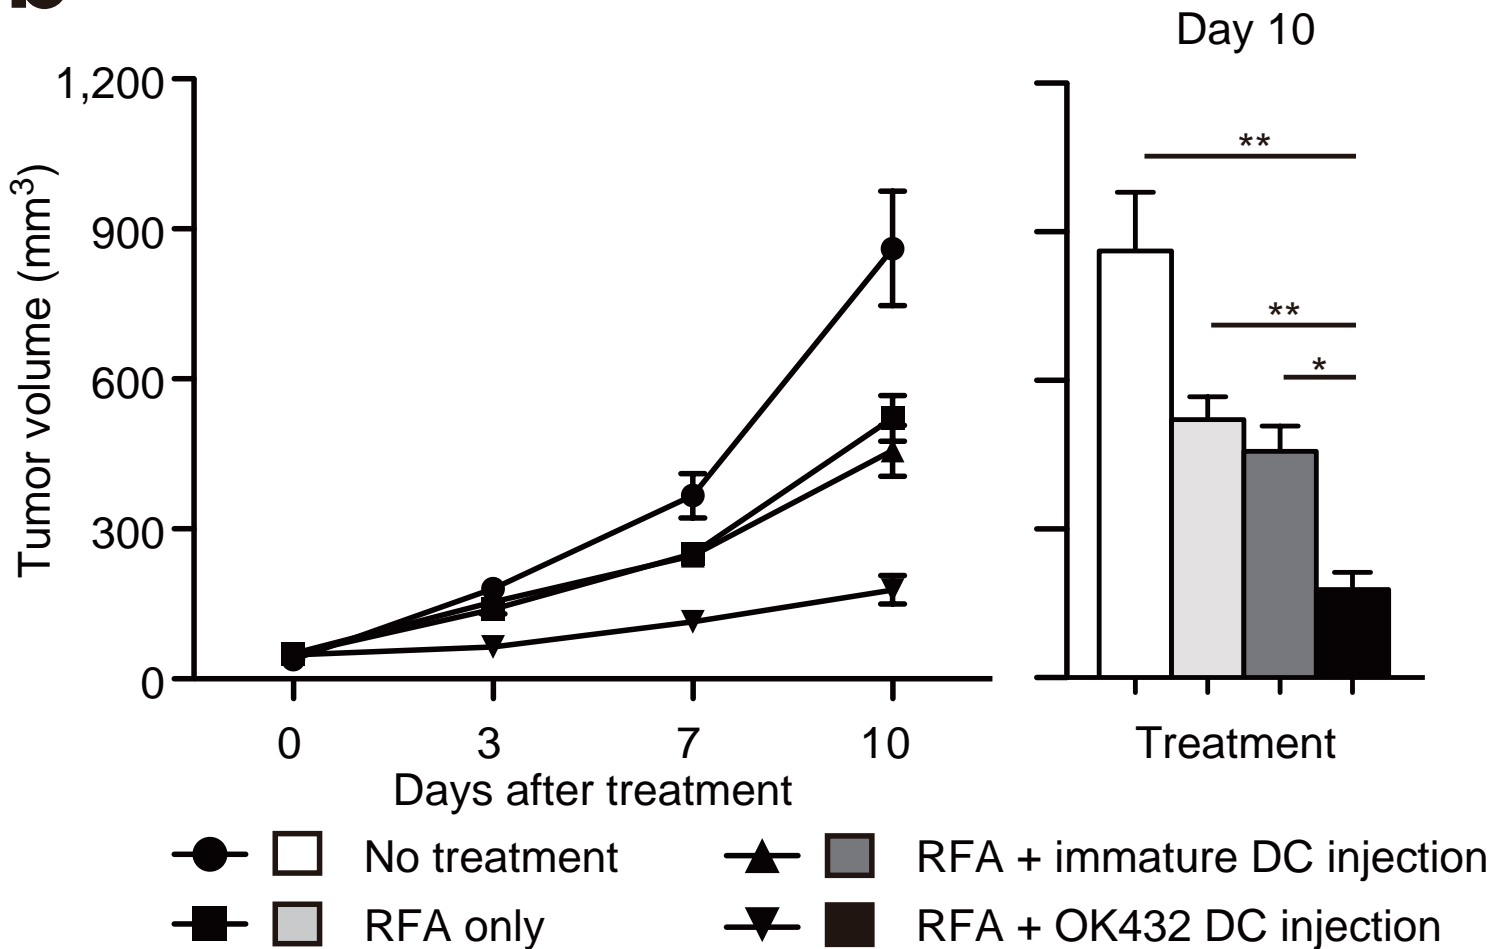 b
Day 10
1,200
900
600
300
0
Tumor volume (mm³)
**
**
*
0 3 7 10
Days after treatment
Treatment
No treatment
RFA + immature DC injection
RFA only
RFA + OK432 DC injection